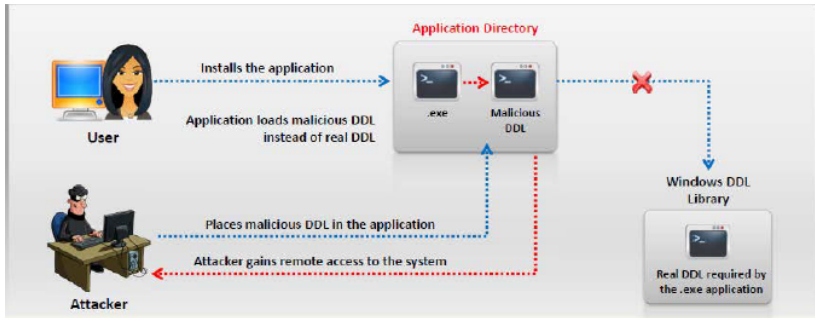 Application Directory
Installs the application
.exe
Malicious
DDL
User
Application loads malicious DDL
instead of real DDL
Windows DDL
Library
Places malicious DDL in the application
Attacker gains remote access to the system
Real DDL required by
the .exe application
Attacker